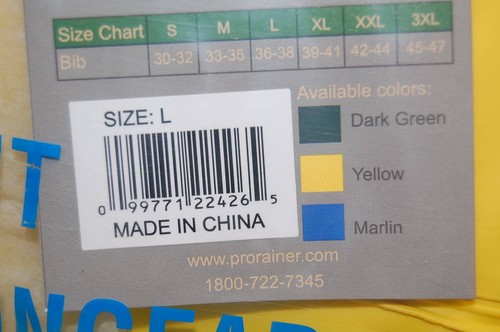 Size Chart S M L XL XXL 3XL
Bib 30-32 33-35 36-38 39-41 42-44 45-47
Available colors:
SIZE: L
Dark Green
0 99771 22426 5
Yellow
MADE IN CHINA
Marlin
www.prorainer.com
1800-722-7345